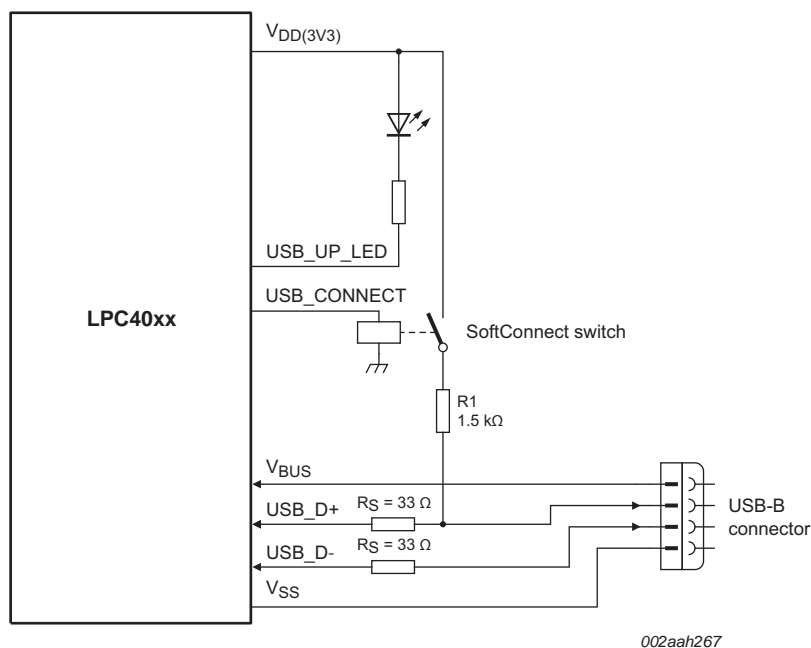 VDD(3V3)
USB_UP_LED
USB_CONNECT
LPC40xx
SoftConnect switch
R1
1.5 kΩ
VBUS
USB_D+
RS = 33 Ω
USB-B
connector
RS = 33 Ω
USB_D-
VSS
002aah267